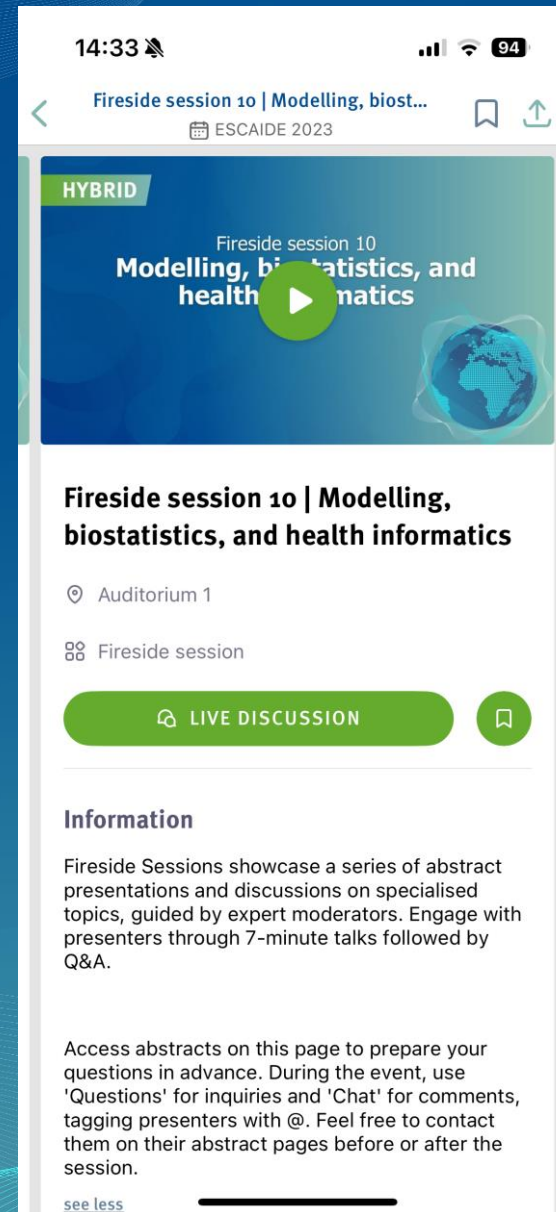 14:33
94
Fireside session 10 | Modelling, biost...
ESCAIDE 2023
HYBRID
Fireside session 10
Modelling, bi atistics, and
health matics
Fireside session 10 | Modelling,
biostatistics, and health informatics
Auditorium 1
Fireside session
LIVE DISCUSSION
Information
Fireside Sessions showcase a series of abstract
presentations and discussions on specialised
topics, guided by expert moderators. Engage with
presenters through 7-minute talks followed by
Q&A.
Access abstracts on this page to prepare your
questions in advance. During the event, use
'Questions' for inquiries and 'Chat' for comments,
tagging presenters with @. Feel free to contact
them on their abstract pages before or after the
session.
see less